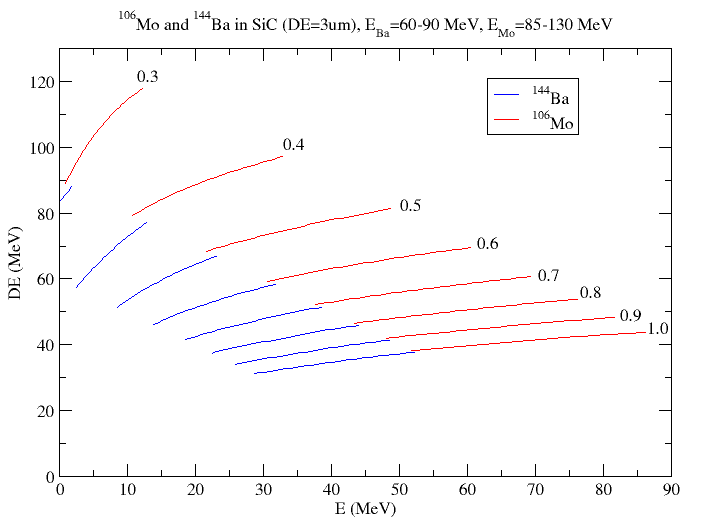 ¹⁰⁶Mo and ¹⁴⁴Ba in SiC (DE=3um), E_Ba=60-90 MeV, E_Mo=85-130 MeV
0.3
0.4
0.5
0.6
0.7
0.8
0.9
1.0
¹⁴⁴Ba
¹⁰⁶Mo
DE (MeV)
120
100
80
60
40
20
0
0 10 20 30 40 50 60 70 80 90
E (MeV)